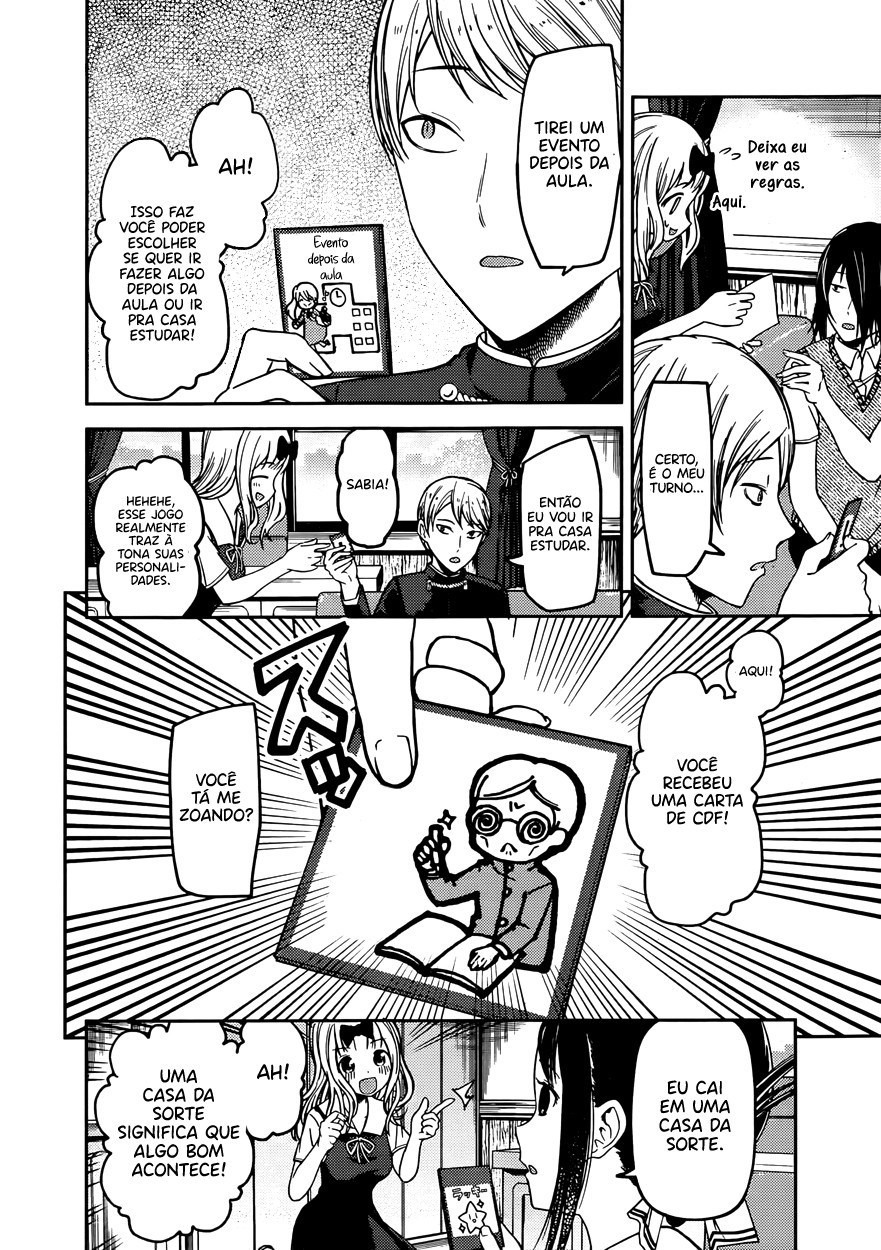 Deixa eu
ver as
regras.
Aqui.
CERTO,
É O MEU
TURNO...
TIREI UM
EVENTO
DEPOIS DA
AULA.
Evento
depois da
aula
AH!
ISSO FAZ
VOCÊ PODER
ESCOLHER
SE QUER IR
FAZER ALGO
DEPOIS DA
AULA OU IR
PRA CASA
ESTUDAR!
ENTÃO
EU VOU IR
PRA CASA
ESTUDAR.
SABIA!
HEHEHE,
ESSE JOGO
REALMENTE
TRAZ À
TONA SUAS
PERSONALI-
DADES.
AQUI!
VOCÊ
RECEBEU
UMA CARTA
DE CDF!
VOCÊ
TÁ ME
ZOANDO?
EU CAI
EM UMA
CASA DA
SORTE.
ラッキー
AH!
UMA
CASA DA
SORTE
SIGNIFICA QUE
ALGO BOM
ACONTECE!